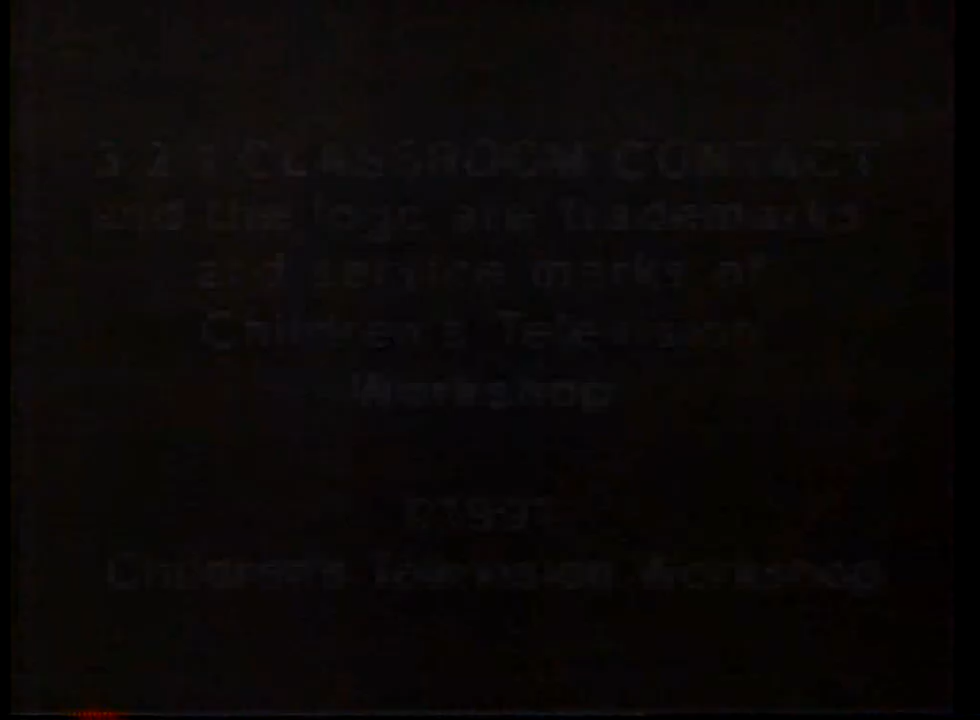 3 2 1 CLASSROOM CONTACT
and the logo are trademarks
and service marks of
Children's Television
Workshop
© 1991
Children's Television Workshop